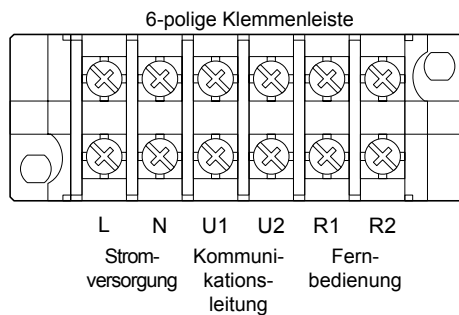 6-polige Klemmenleiste
L N U1 U2 R1 R2
Strom- Kommuni- Fern-
versorgung kations- bedienung
leitung